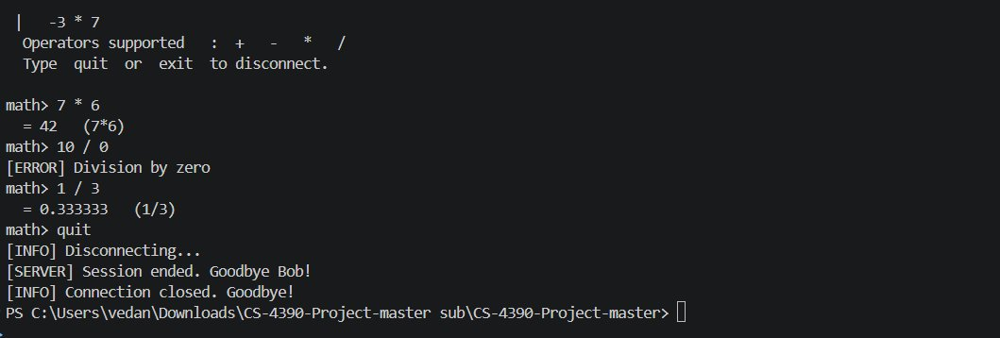 |   -3 * 7
Operators supported   :  +   -   *   /
Type  quit  or  exit  to disconnect.
math> 7 * 6
= 42   (7*6)
math> 10 / 0
[ERROR] Division by zero
math> 1 / 3
= 0.333333   (1/3)
math> quit
[INFO] Disconnecting...
[SERVER] Session ended. Goodbye Bob!
[INFO] Connection closed. Goodbye!
PS C:\Users\vedan\Downloads\CS-4390-Project-master sub\CS-4390-Project-master>